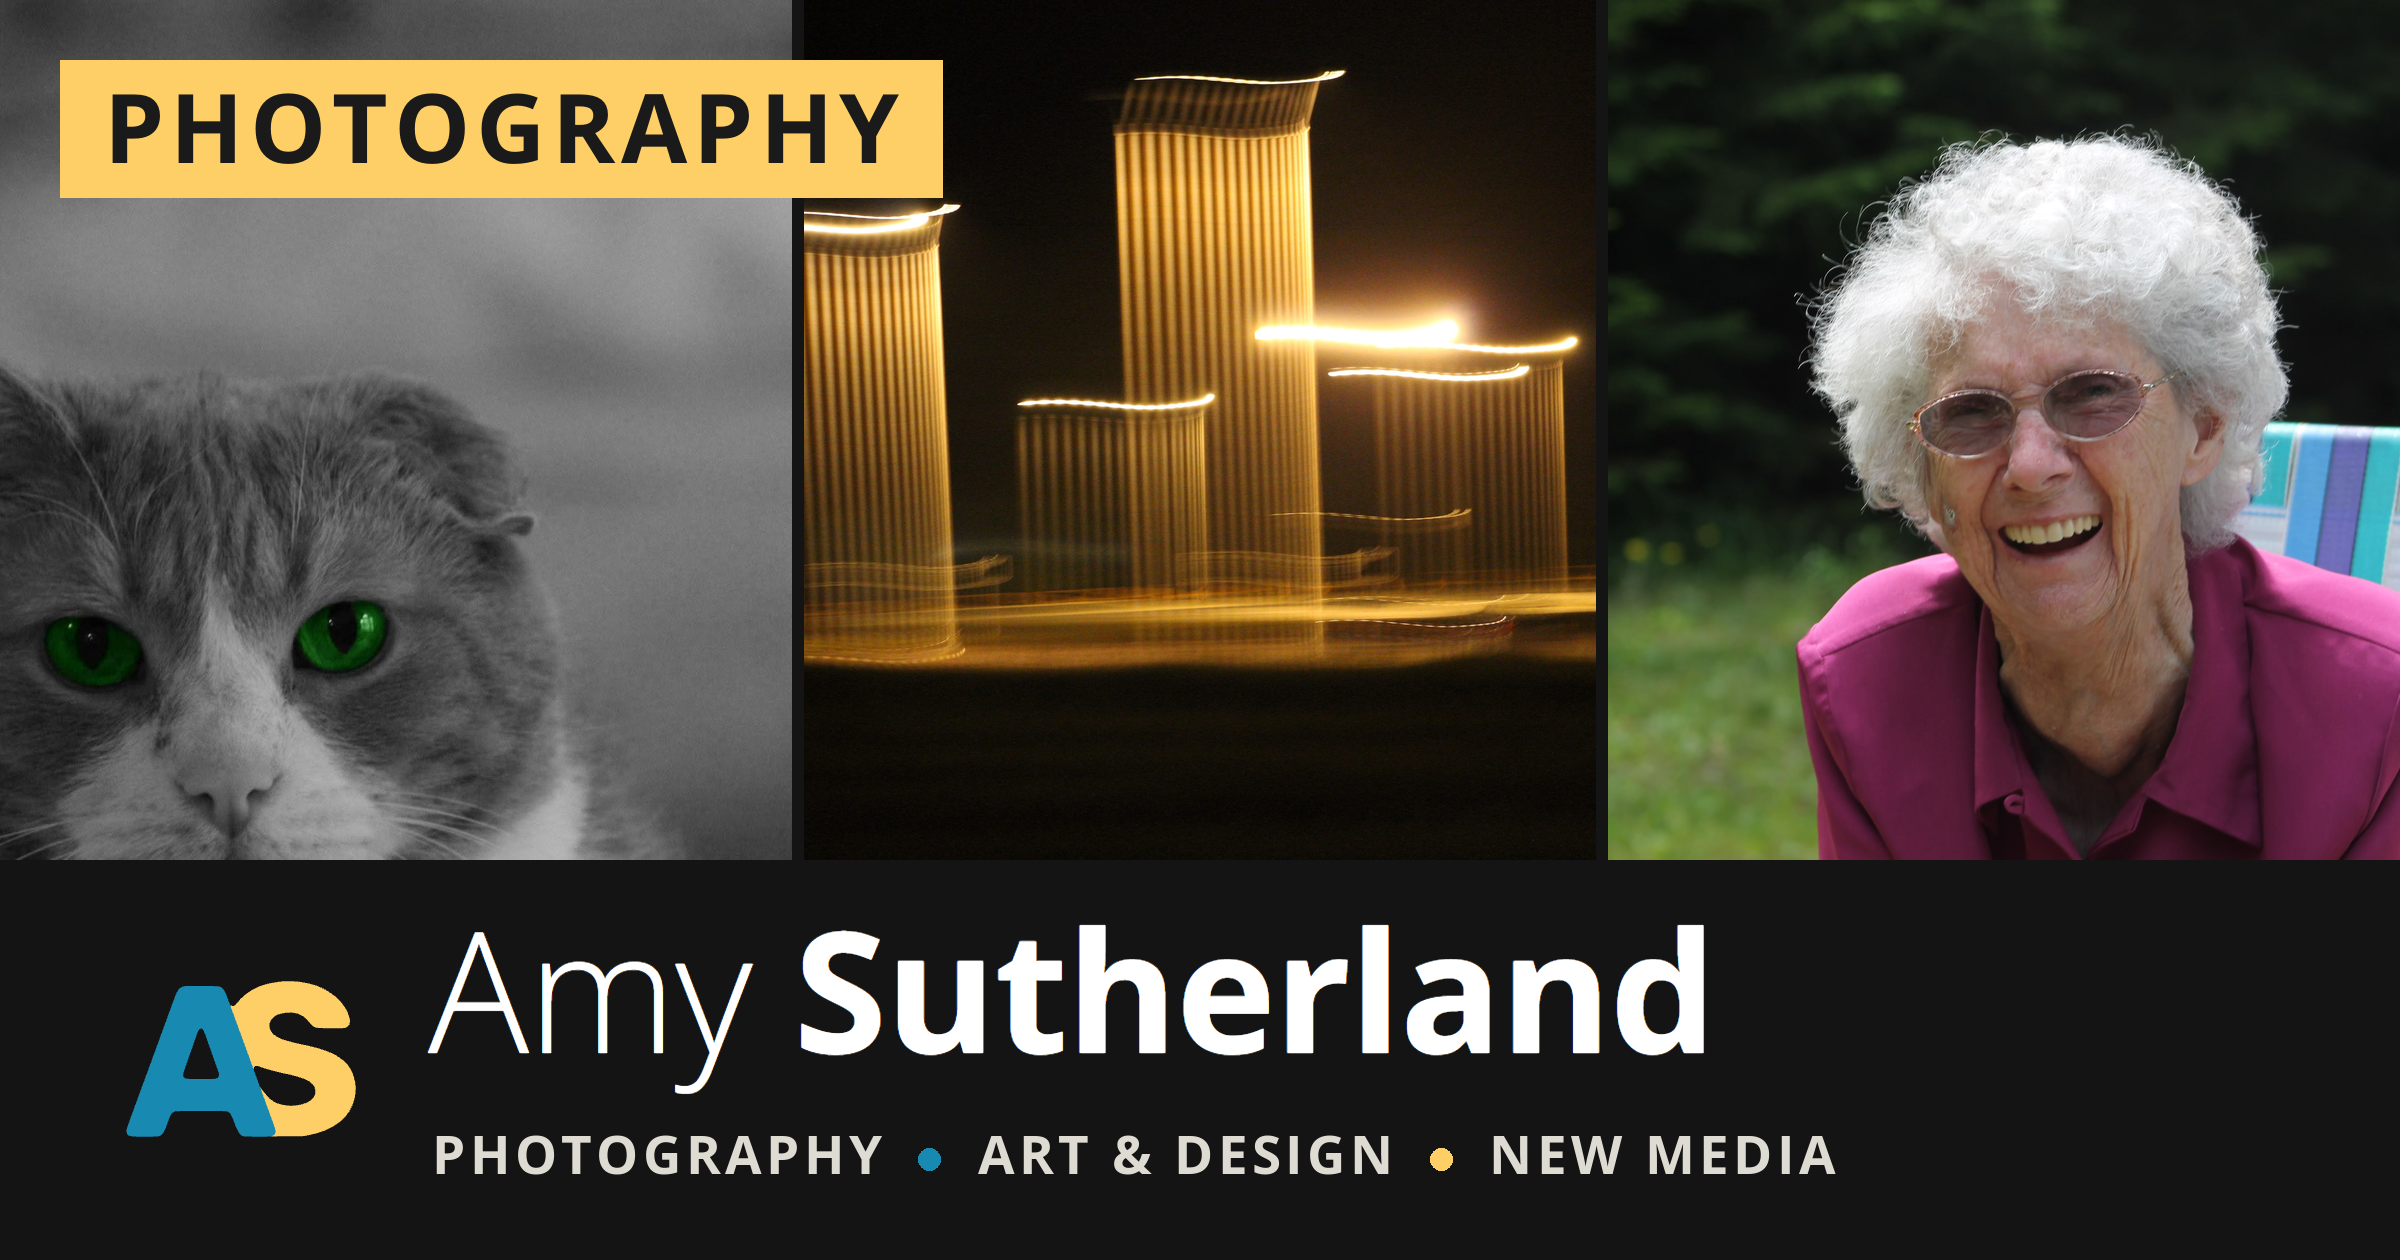 PHOTOGRAPHY
AS
Amy Sutherland
PHOTOGRAPHY • ART & DESIGN • NEW MEDIA